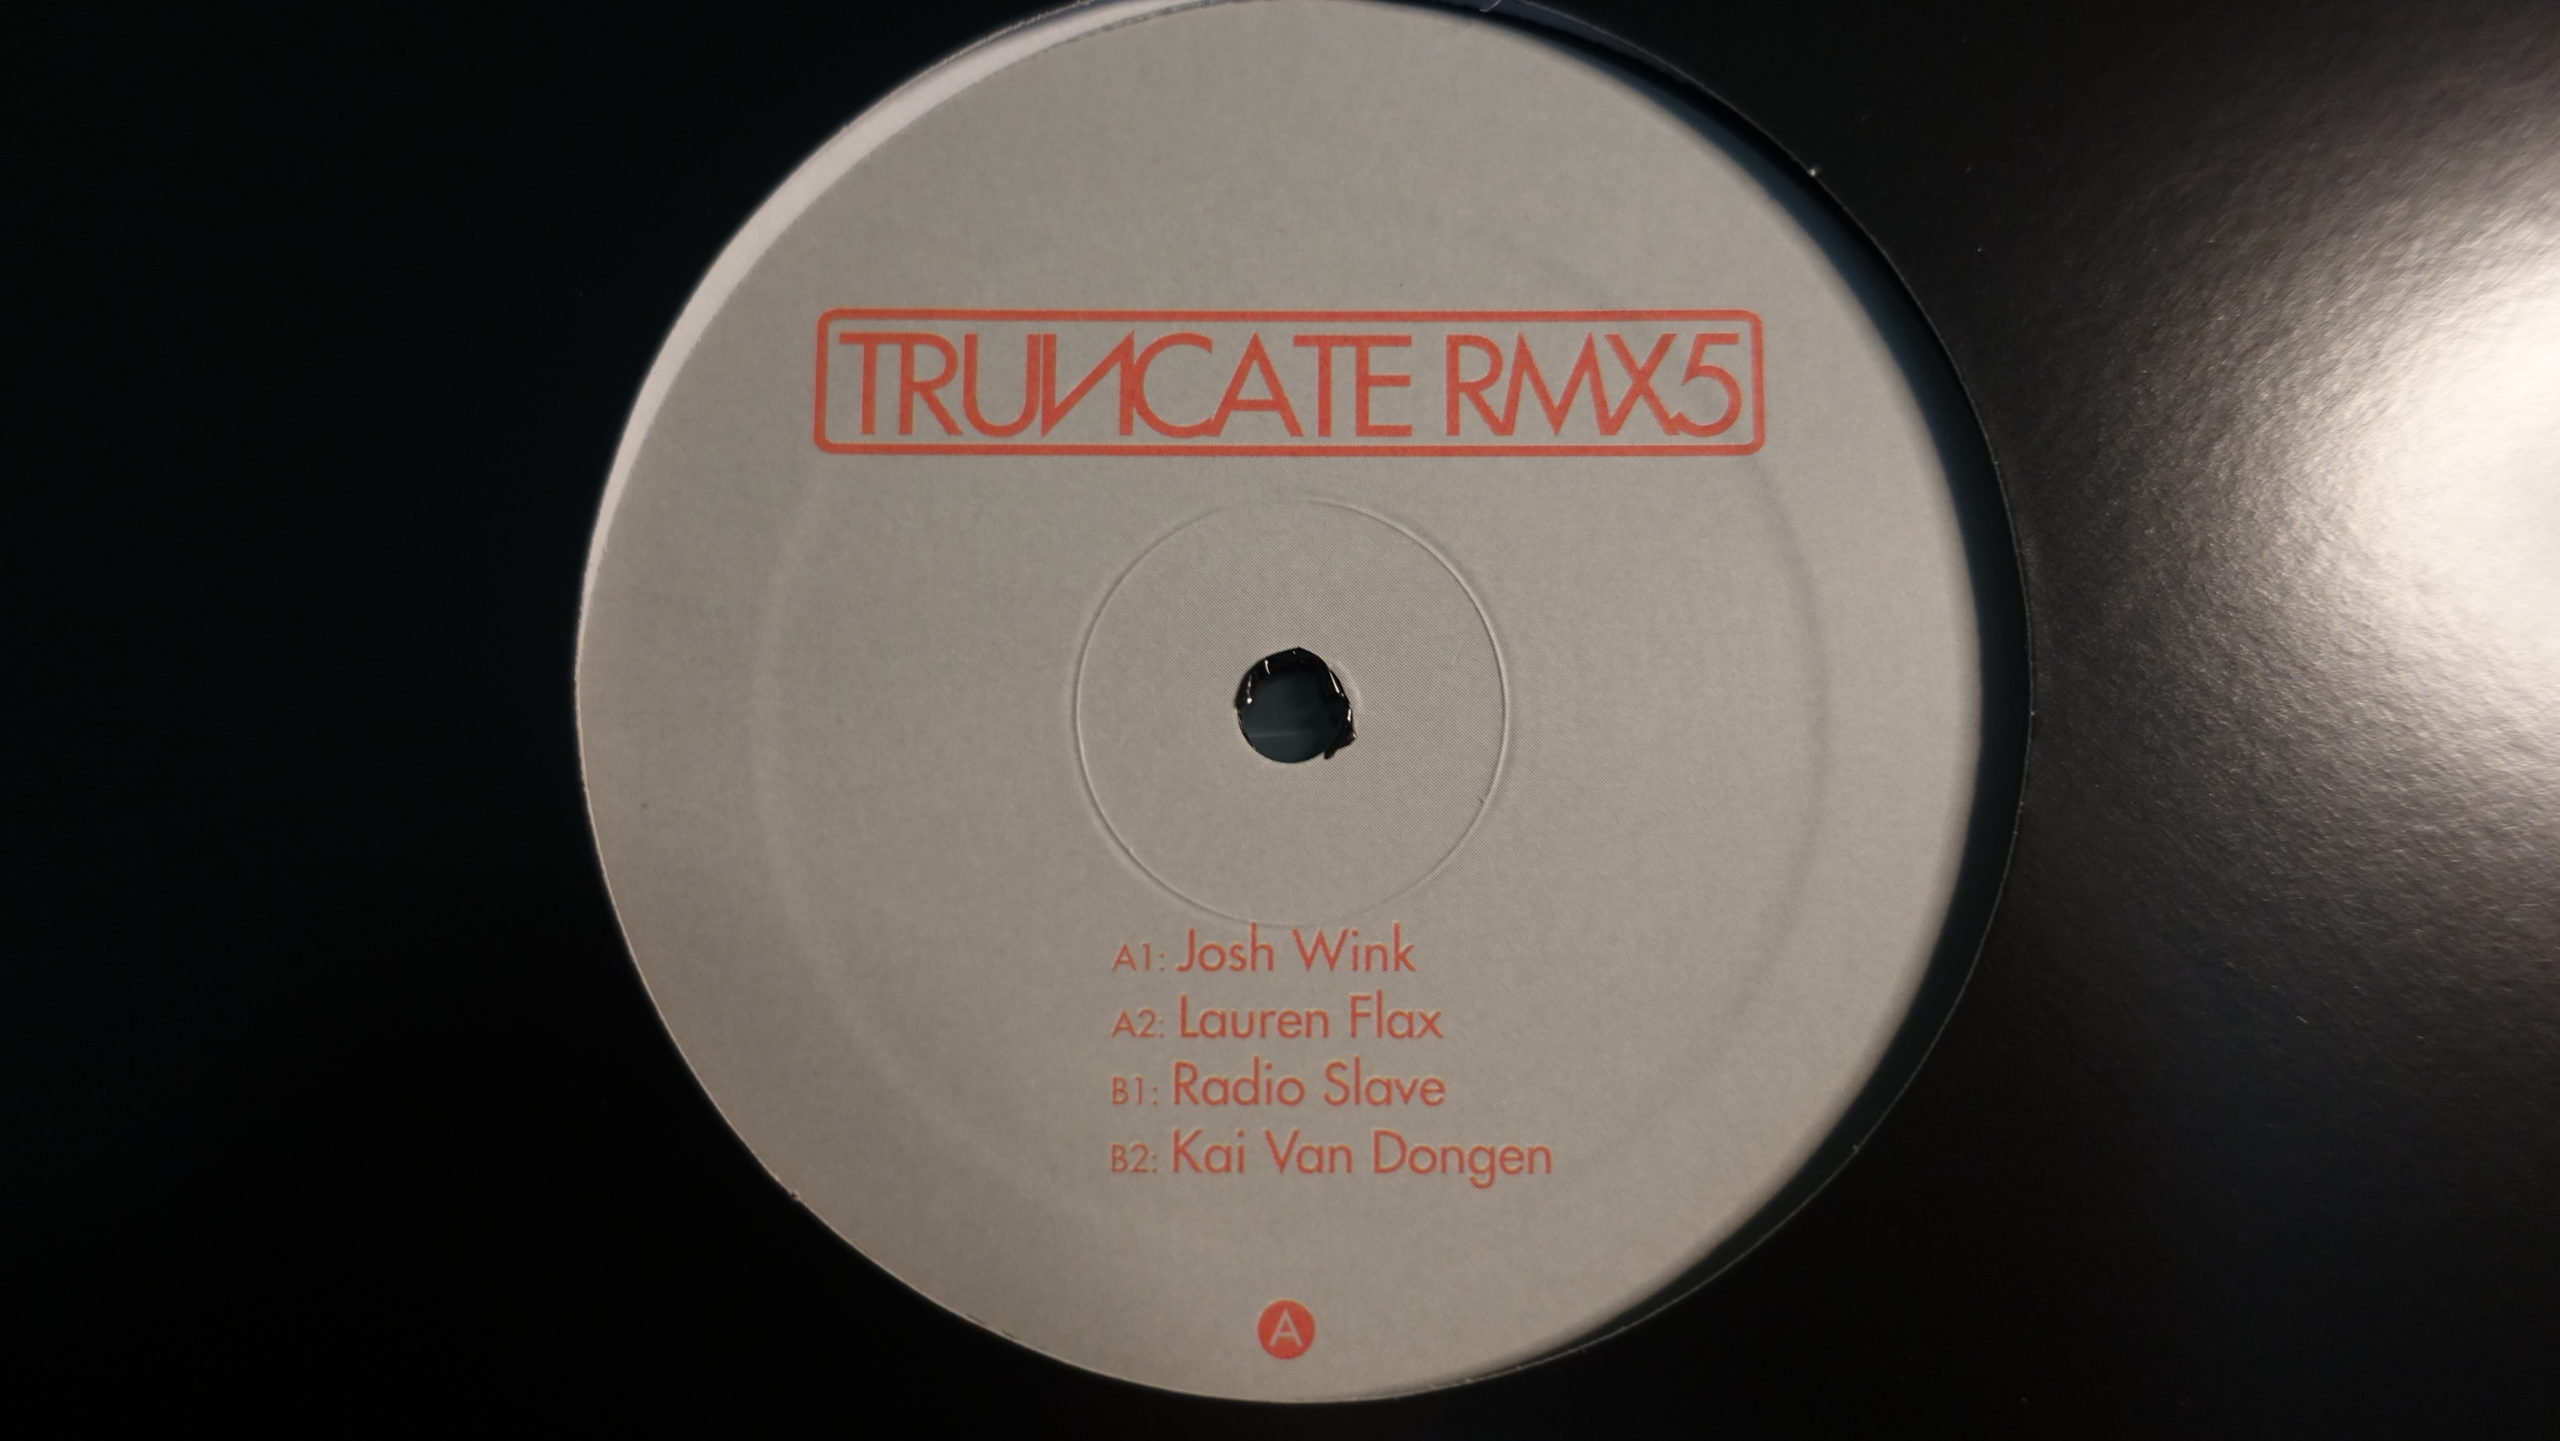 TRUNCATE RMX5
A1: Josh Wink
A2: Lauren Flax
B1: Radio Slave
B2: Kai Van Dongen
A